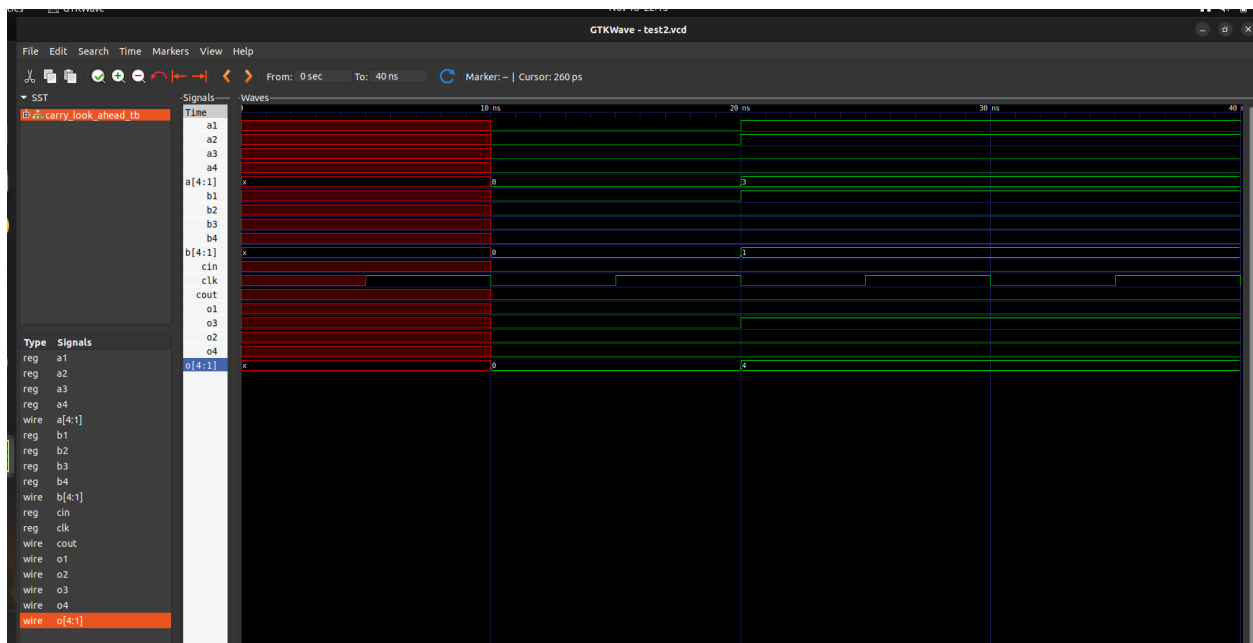 GTKWave - test2.vcd
File Edit Search Time Markers View Help
From: 0 sec To: 40 ns Marker: -- | Cursor: 260 ps
SST
carry_look_ahead_tb
Type Signals
reg a1
reg a2
reg a3
reg a4
wire a[4:1]
reg b1
reg b2
reg b3
reg b4
wire b[4:1]
reg cin
reg clk
wire cout
wire o1
wire o2
wire o3
wire o4
wire o[4:1]
Signals
Time
a1
a2
a3
a4
a[4:1]
b1
b2
b3
b4
b[4:1]
cin
clk
cout
o1
o3
o2
o4
o[4:1]
Waves
10 ns 20 ns 30 ns 40
x 0 3
x 0 1
x 0 4